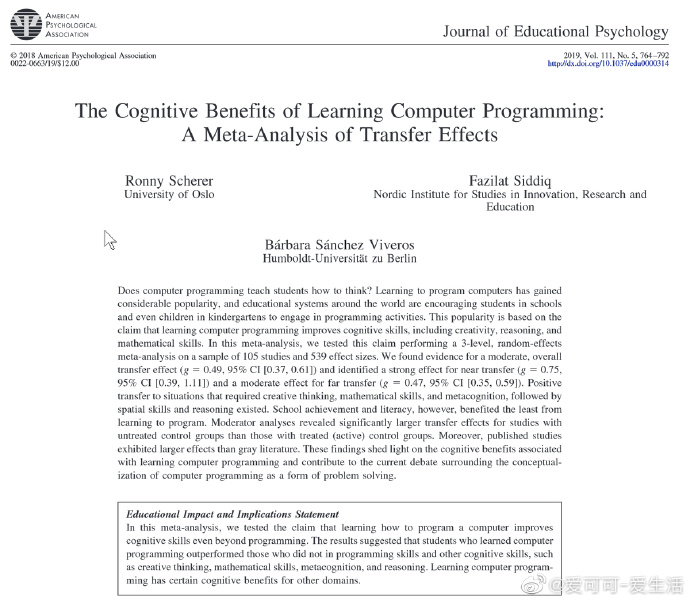 AMERICAN
PSYCHOLOGICAL
ASSOCIATION
Journal of Educational Psychology
© 2018 American Psychological Association
0022-0663/19/$12.00
2019, Vol. 111, No. 5, 764–792
http://dx.doi.org/10.1037/edu0000314
The Cognitive Benefits of Learning Computer Programming:
A Meta-Analysis of Transfer Effects
Ronny Scherer
University of Oslo
Fazilat Siddiq
Nordic Institute for Studies in Innovation, Research and
Education
Bárbara Sánchez Viveros
Humboldt-Universität zu Berlin
Does computer programming teach students how to think? Learning to program computers has gained
considerable popularity, and educational systems around the world are encouraging students in schools
and even children in kindergartens to engage in programming activities. This popularity is based on the
claim that learning computer programming improves cognitive skills, including creativity, reasoning, and
mathematical skills. In this meta-analysis, we tested this claim performing a 3-level, random-effects
meta-analysis on a sample of 105 studies and 539 effect sizes. We found evidence for a moderate, overall
transfer effect (g = 0.49, 95% CI [0.37, 0.61]) and identified a strong effect for near transfer (g = 0.75,
95% CI [0.39, 1.11]) and a moderate effect for far transfer (g = 0.47, 95% CI [0.35, 0.59]). Positive
transfer to situations that required creative thinking, mathematical skills, and metacognition, followed by
spatial skills and reasoning existed. School achievement and literacy, however, benefited the least from
learning to program. Moderator analyses revealed significantly larger transfer effects for studies with
untreated control groups than those with treated (active) control groups. Moreover, published studies
exhibited larger effects than gray literature. These findings shed light on the cognitive benefits associated
with learning computer programming and contribute to the current debate surrounding the conceptual-
ization of computer programming as a form of problem solving.
Educational Impact and Implications Statement
In this meta-analysis, we tested the claim that learning how to program a computer improves
cognitive skills even beyond programming. The results suggested that students who learned computer
programming outperformed those who did not in programming skills and other cognitive skills, such
as creative thinking, mathematical skills, metacognition, and reasoning. Learning computer program-
ming has certain cognitive benefits for other domains.
@爱可可-爱生活